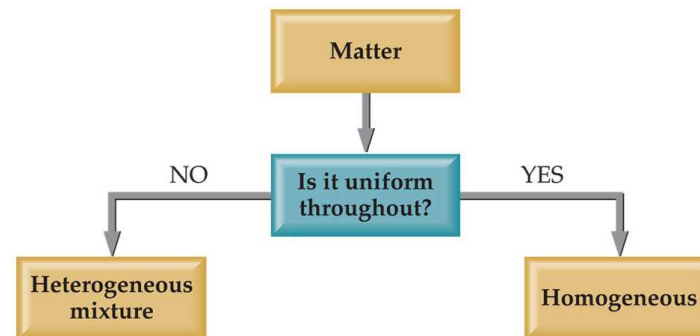 Matter
NO
Is it uniform
throughout?
YES
Heterogeneous
mixture
Homogeneous